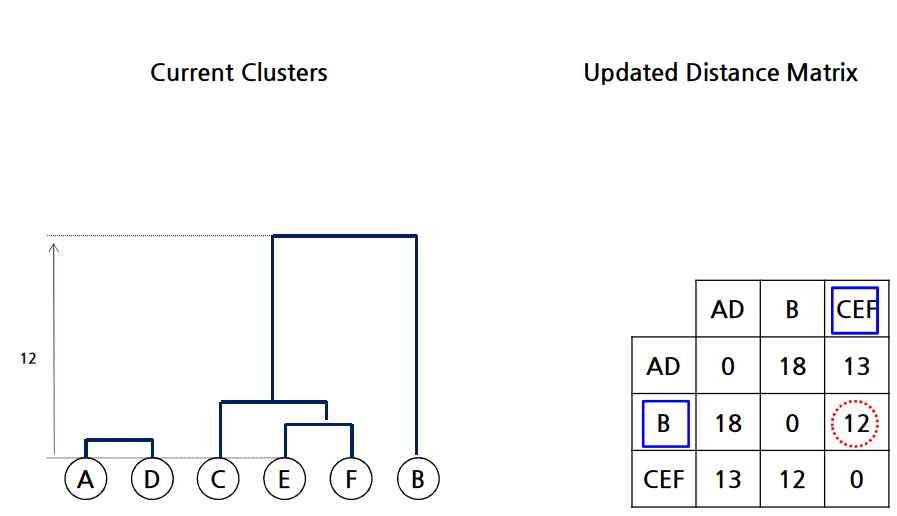 Current Clusters
Updated Distance Matrix
12
A D C E F B
AD B CEF
AD 0 18 13
B 18 0 12
CEF 13 12 0